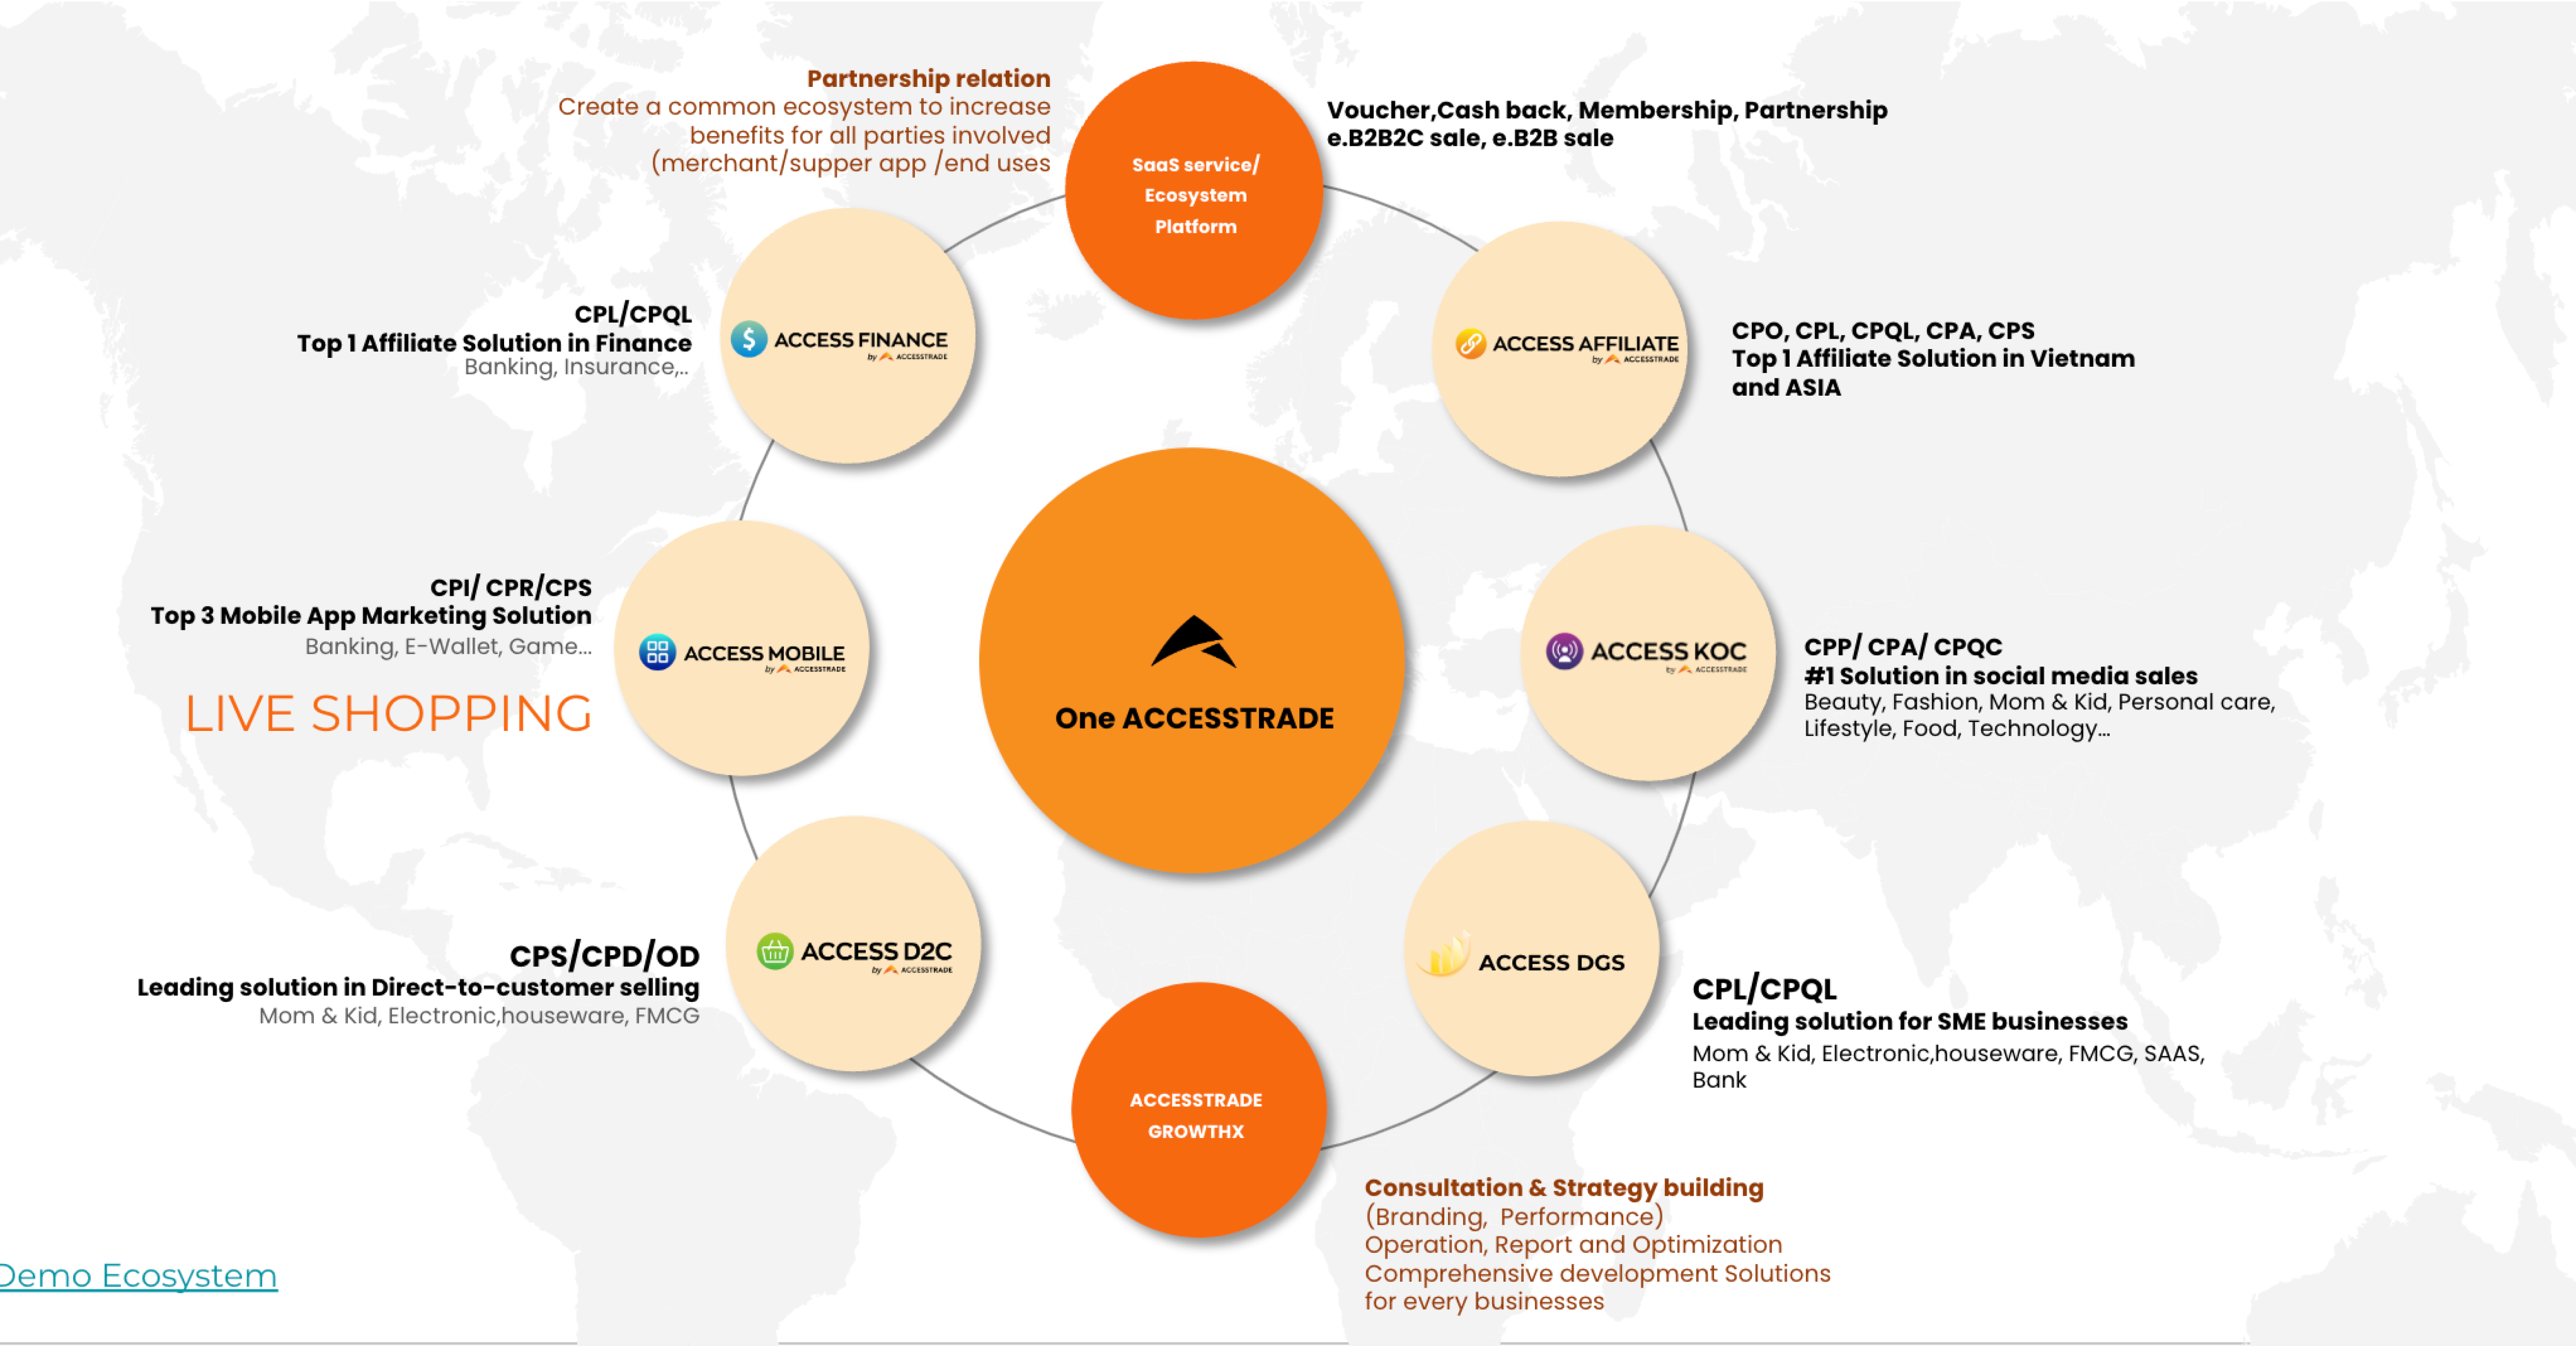 Partnership relation
Create a common ecosystem to increase
benefits for all parties involved
(merchant/supper app /end uses
SaaS service/
Ecosystem
Platform
Voucher,Cash back, Membership, Partnership
e.B2B2C sale, e.B2B sale
CPL/CPQL
Top 1 Affiliate Solution in Finance
Banking, Insurance,..
ACCESS FINANCE
by ACCESSTRADE
ACCESS AFFILIATE
by ACCESSTRADE
CPO, CPL, CPQL, CPA, CPS
Top 1 Affiliate Solution in Vietnam
and ASIA
CPI/ CPR/CPS
Top 3 Mobile App Marketing Solution
Banking, E-Wallet, Game...
LIVE SHOPPING
ACCESS MOBILE
by ACCESSTRADE
One ACCESSTRADE
ACCESS KOC
by ACCESSTRADE
CPP/ CPA/ CPQC
#1 Solution in social media sales
Beauty, Fashion, Mom & Kid, Personal care,
Lifestyle, Food, Technology...
CPS/CPD/OD
Leading solution in Direct-to-customer selling
Mom & Kid, Electronic,houseware, FMCG
ACCESS D2C
by ACCESSTRADE
ACCESS DGS
CPL/CPQL
Leading solution for SME businesses
Mom & Kid, Electronic,houseware, FMCG, SAAS,
Bank
ACCESSTRADE
GROWTHX
Consultation & Strategy building
(Branding,  Performance)
Operation, Report and Optimization
Comprehensive development Solutions
for every businesses
Demo Ecosystem